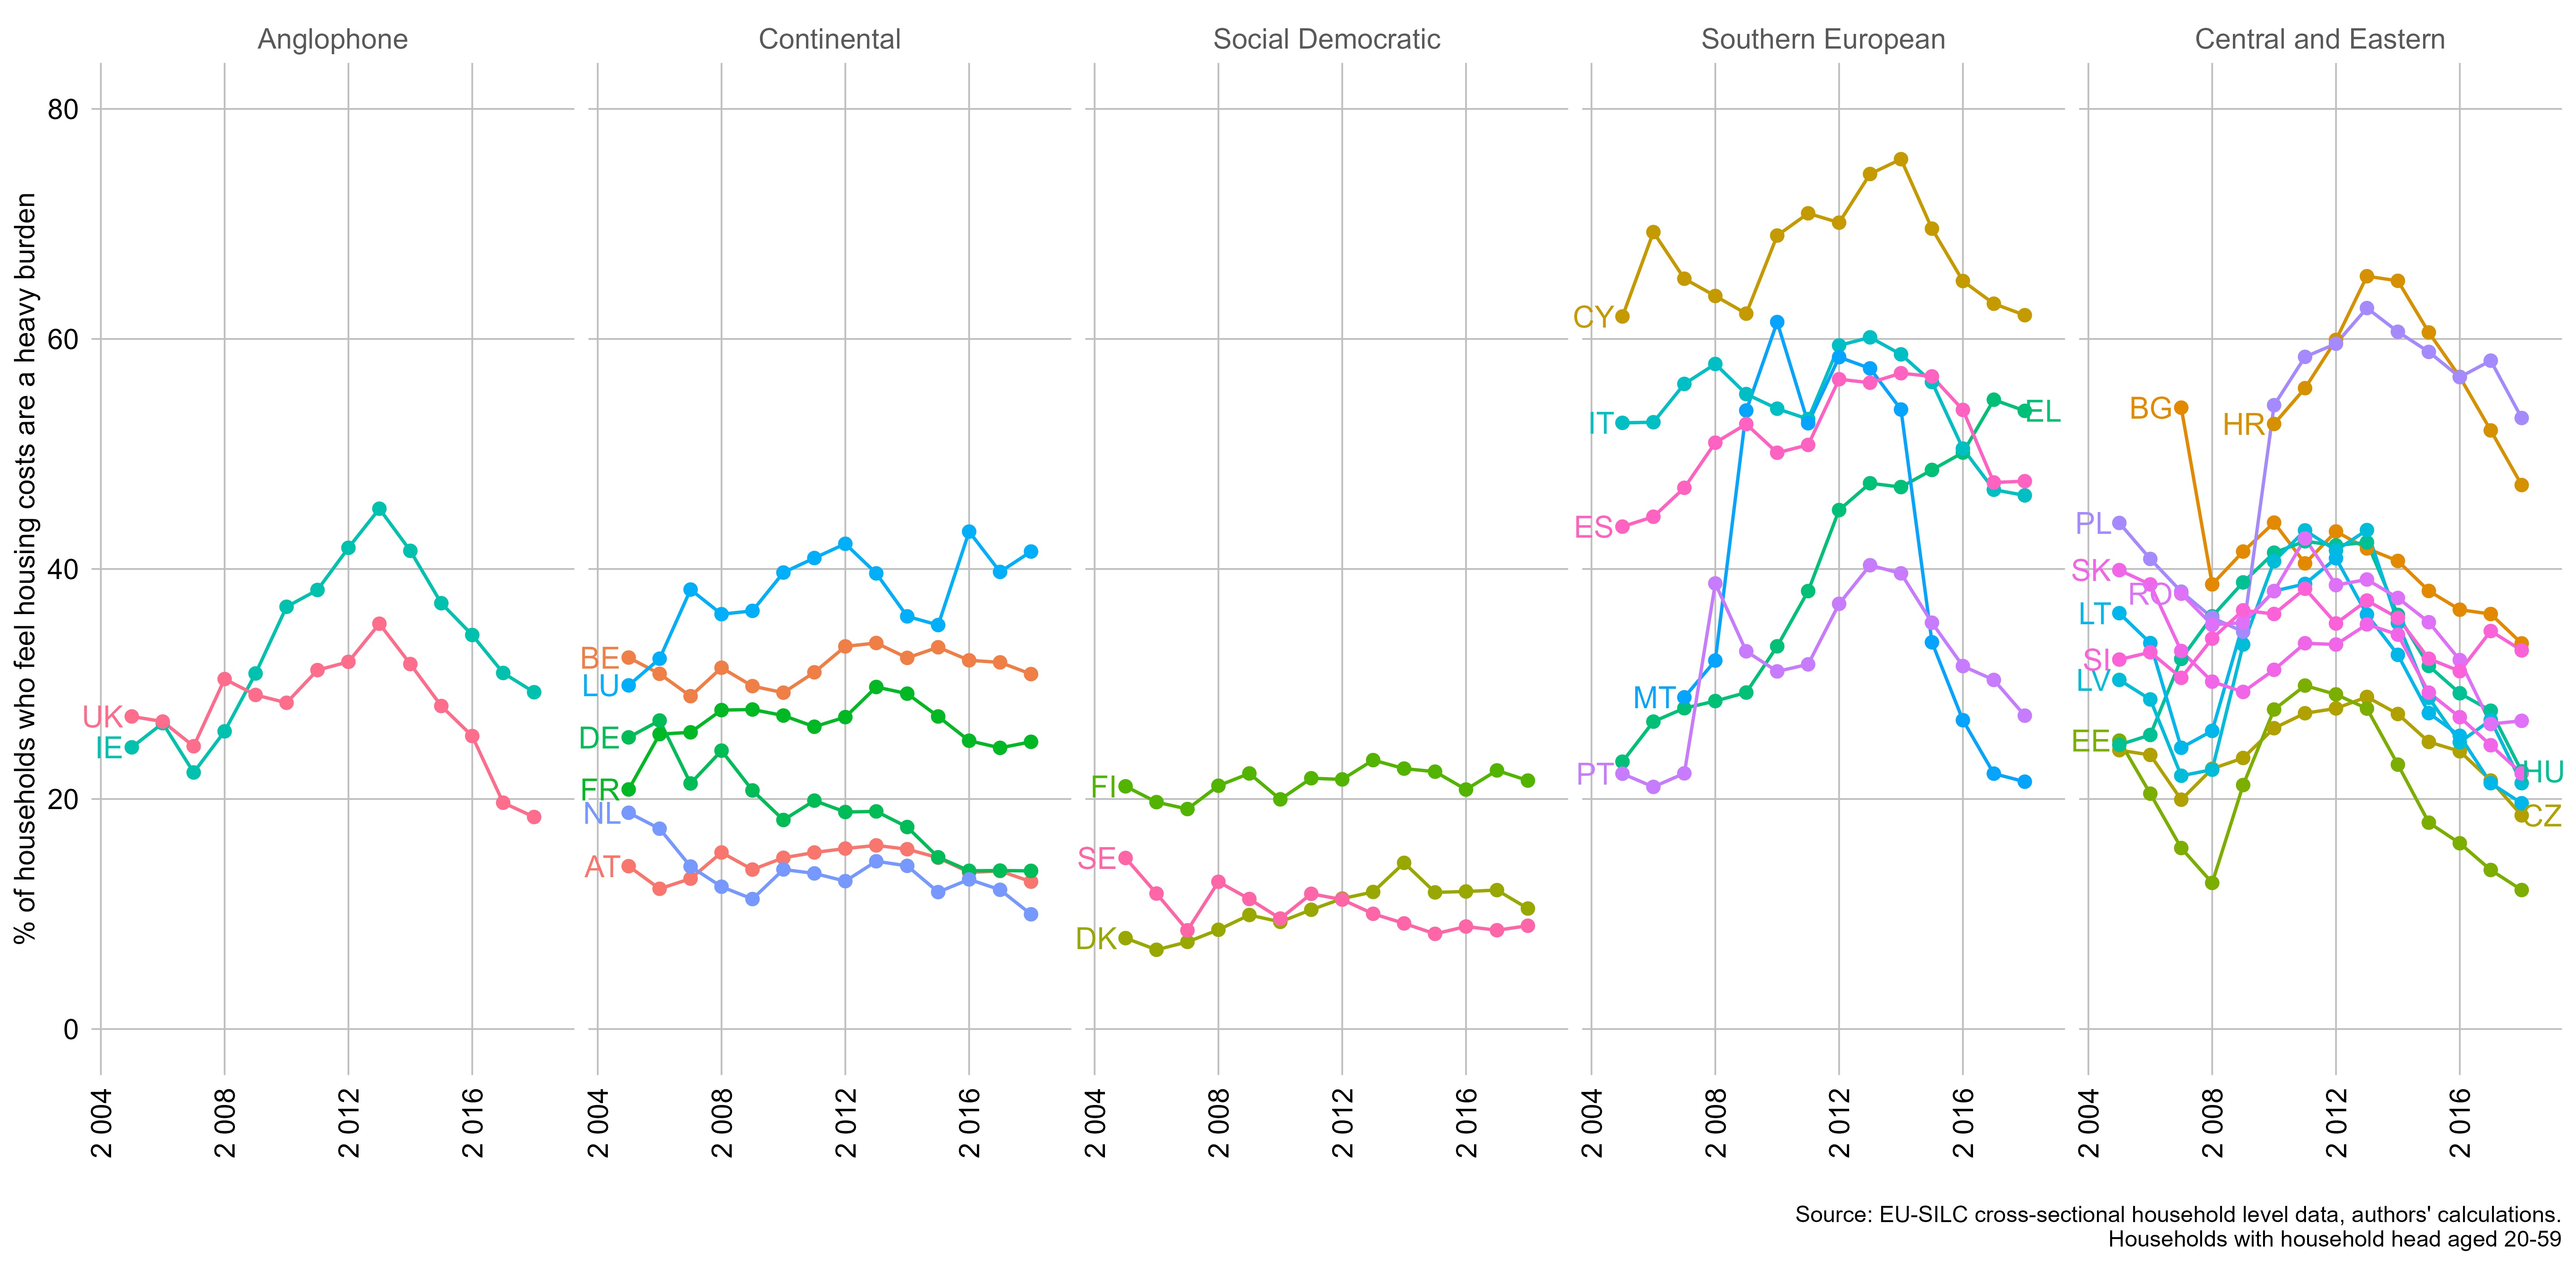 Anglophone Continental Social Democratic Southern European Central and Eastern
% of households who feel housing costs are a heavy burden
80
60
40
20
0
UK
IE
BE
LU
DE
FR
NL
AT
FI
SE
DK
CY
IT
ES
EL
MT
PT
BG
HR
PL
SK
RO
LT
SI
LV
EE
HU
CZ
2 004 2 008 2 012 2 016 2 004 2 008 2 012 2 016 2 004 2 008 2 012 2 016 2 004 2 008 2 012 2 016 2 004 2 008 2 012 2 016
Source: EU-SILC cross-sectional household level data, authors' calculations.
Households with household head aged 20-59